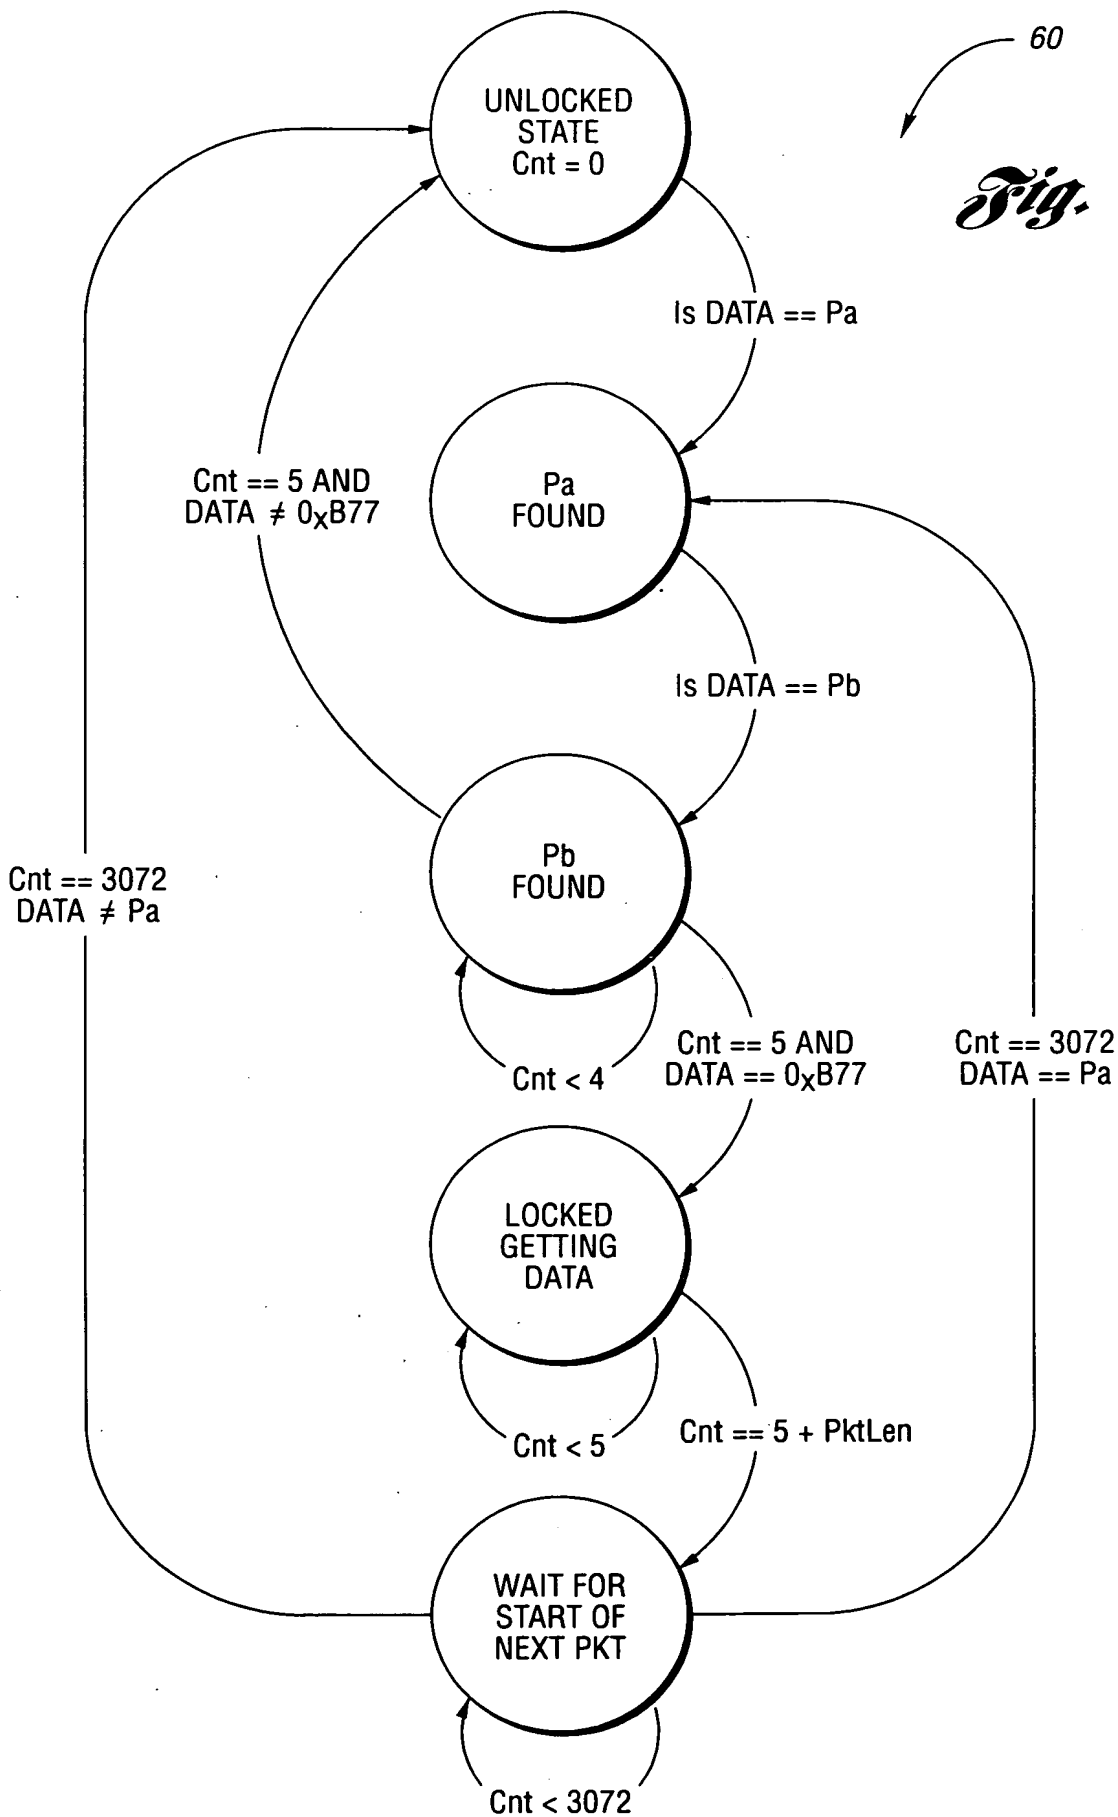 60
Fig.
UNLOCKED
STATE
Cnt = 0
Is DATA == Pa
Cnt == 5 AND
DATA ≠ 0xB77
Pa
FOUND
Is DATA == Pb
Pb
FOUND
Cnt == 3072
DATA ≠ Pa
Cnt < 4
Cnt == 5 AND
DATA == 0xB77
Cnt == 3072
DATA == Pa
LOCKED
GETTING
DATA
Cnt < 5
Cnt == 5 + PktLen
WAIT FOR
START OF
NEXT PKT
Cnt < 3072